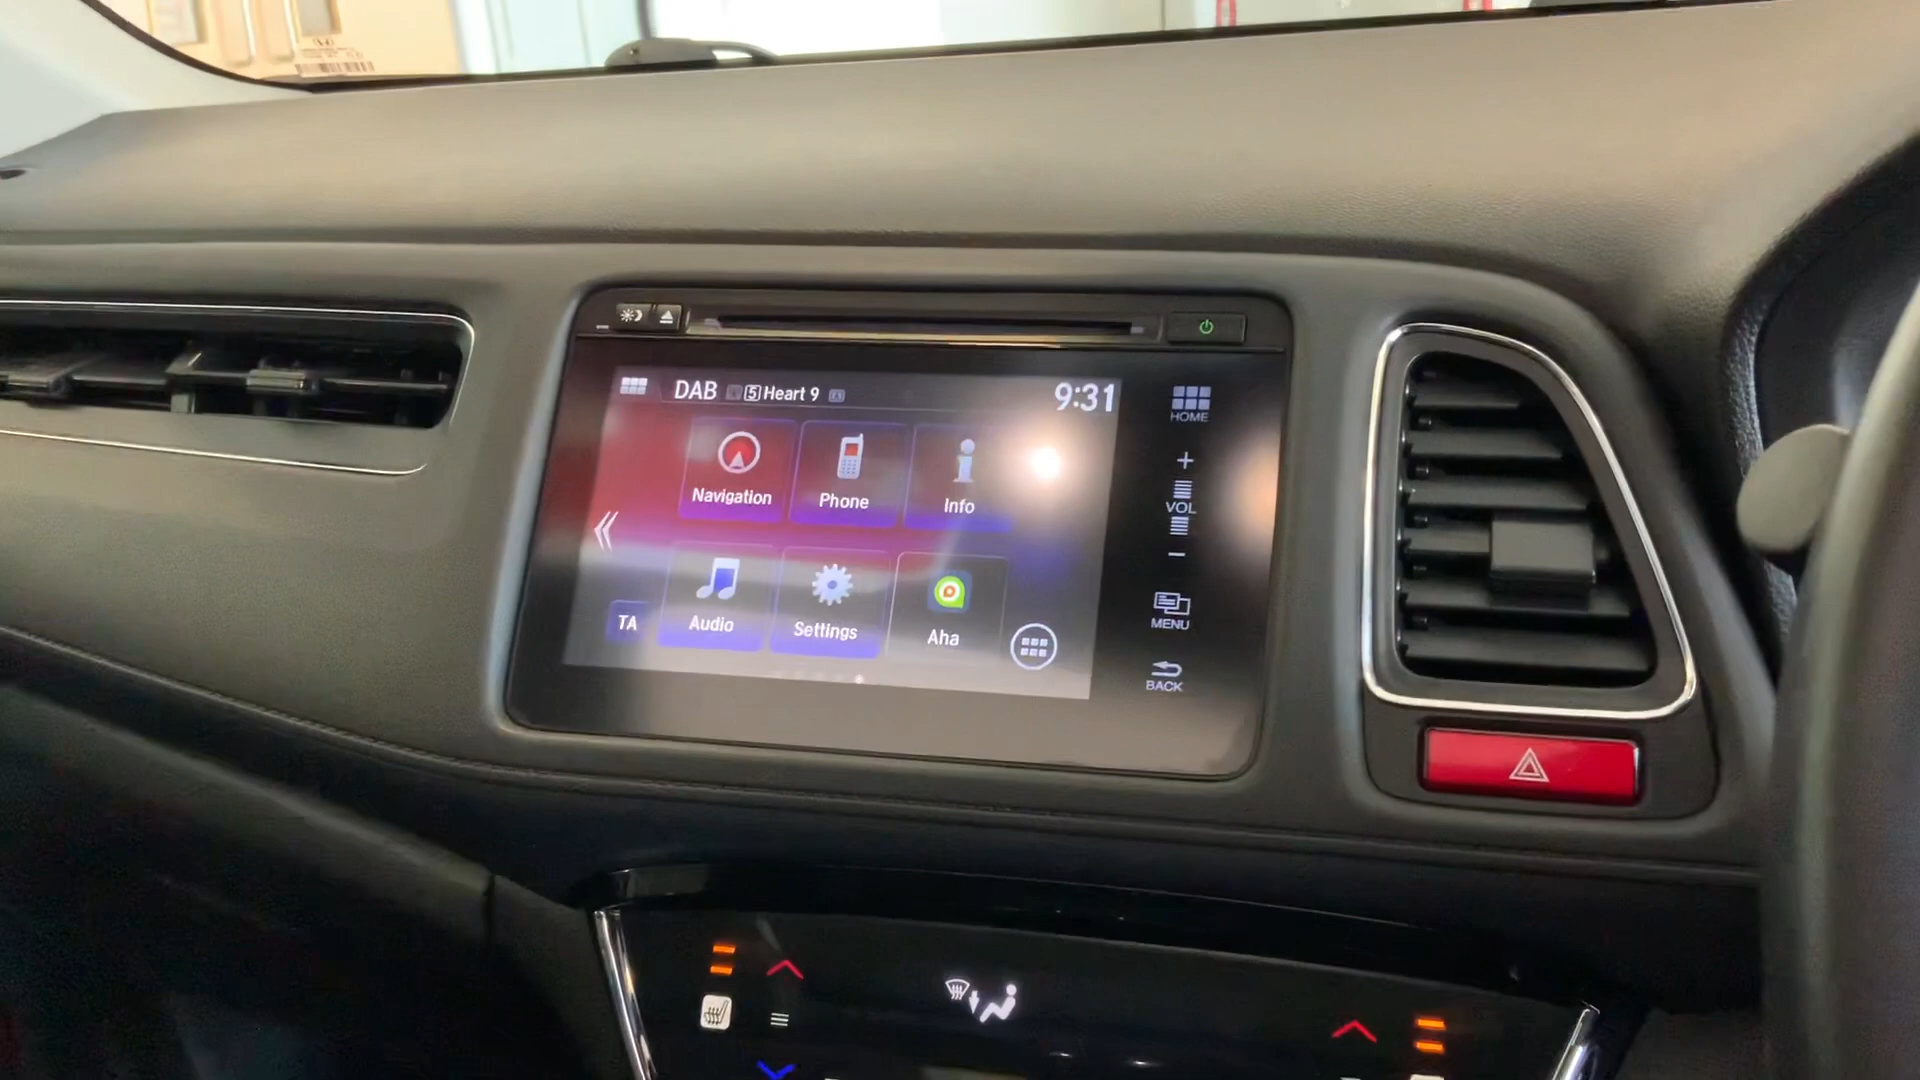 DAB 5 Heart 9
9:31
HOME
Navigation
Phone
Info
VOL
TA
Audio
Settings
Aha
MENU
BACK